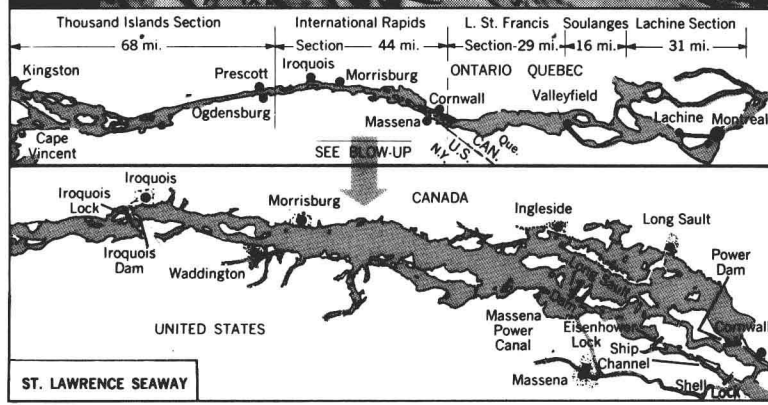 Thousand Islands Section
68 mi.
International Rapids
Section 44 mi.
L. St. Francis
Section-29 mi.
Soulanges
16 mi.
Lachine Section
31 mi.
Kingston
Cape
Vincent
Prescott
Ogdensburg
Iroquois
Morrisburg
Massena
Cornwall
ONTARIO
QUEBEC
Valleyfield
Lachine
Montreal
Que.
CAN.
U.S.
N.Y.
SEE BLOW-UP
Iroquois
Iroquois
Lock
Iroquois
Dam
Morrisburg
Waddington
CANADA
Ingleside
Long Sault
Power
Dam
Cornwall
Long Sault
Dam
UNITED STATES
Massena
Power
Canal
Eisenhower
Lock
Ship
Channel
Massena
Snell
Lock
ST. LAWRENCE SEAWAY